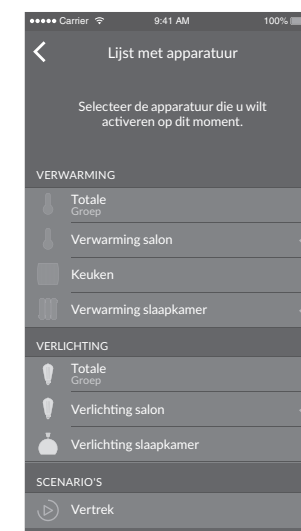 Carrier 9:41 AM 100%
Lijst met apparatuur
Selecteer de apparatuur die u wilt
activeren op dit moment.
VERWARMING
Totale
Groep
Verwarming salon
Keuken
Verwarming slaapkamer
VERLICHTING
Totale
Groep
Verlichting salon
Verlichting slaapkamer
SCENARIO'S
Vertrek